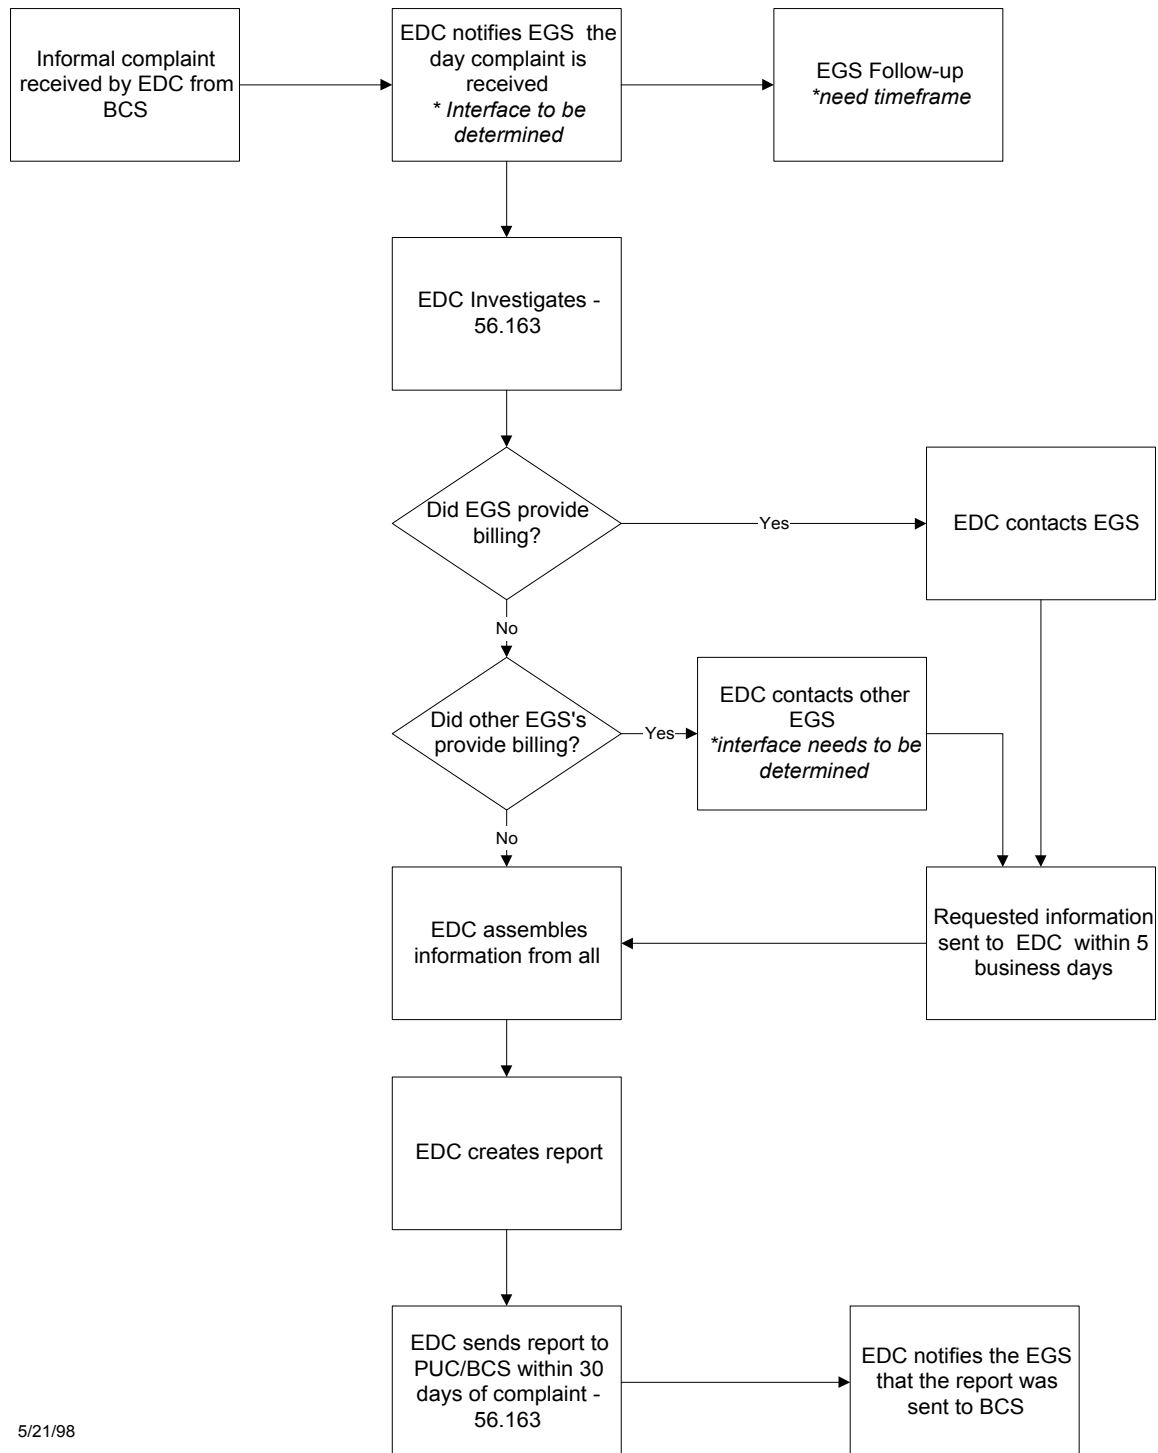 Informal complaint
received by EDC from
BCS
EDC notifies EGS the
day complaint is
received
* Interface to be
determined
EGS Follow-up
*need timeframe
EDC Investigates -
56.163
Did EGS provide
billing?
Yes
EDC contacts EGS
No
Did other EGS's
provide billing?
Yes
EDC contacts other
EGS
*interface needs to be
determined
No
EDC assembles
information from all
Requested information
sent to EDC within 5
business days
EDC creates report
EDC sends report to
PUC/BCS within 30
days of complaint -
56.163
EDC notifies the EGS
that the report was
sent to BCS
5/21/98